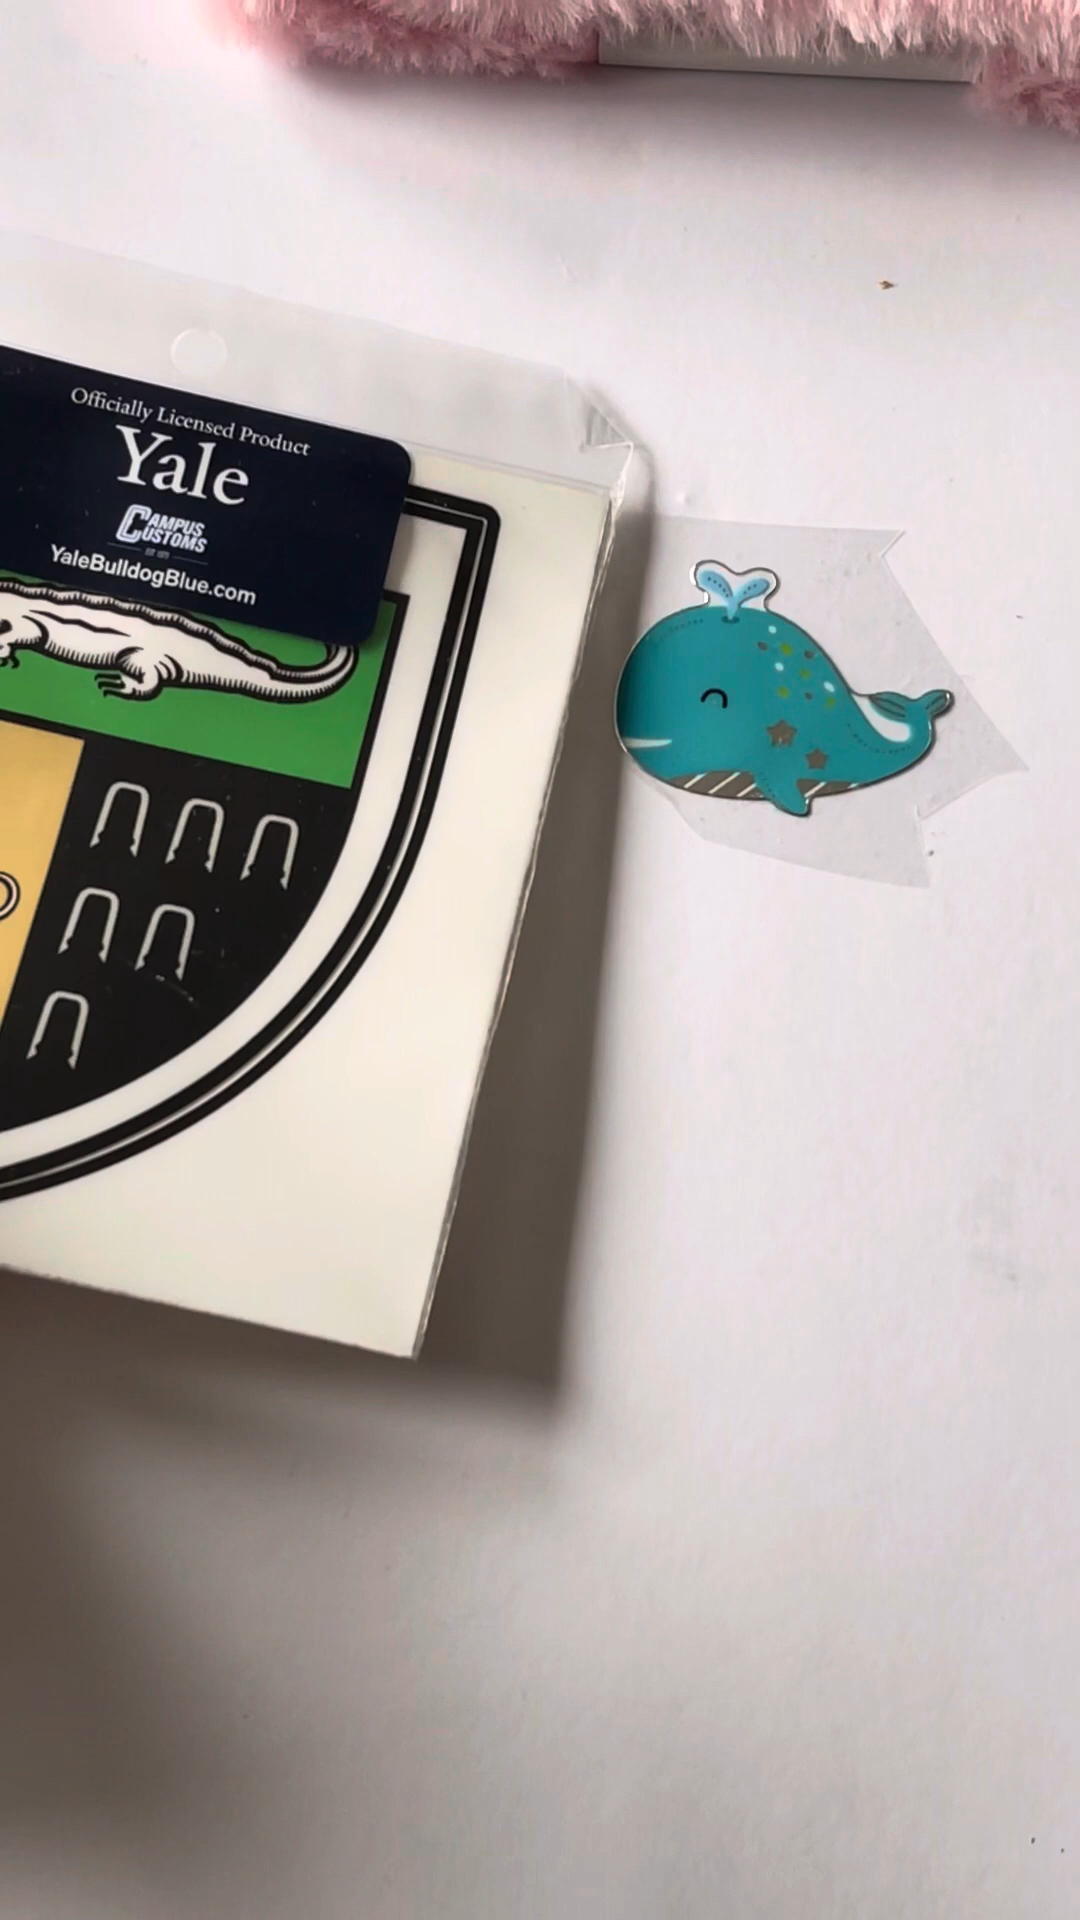 Officially Licensed Product
Yale
CAMPUS
CUSTOMS
YaleBulldogBlue.com